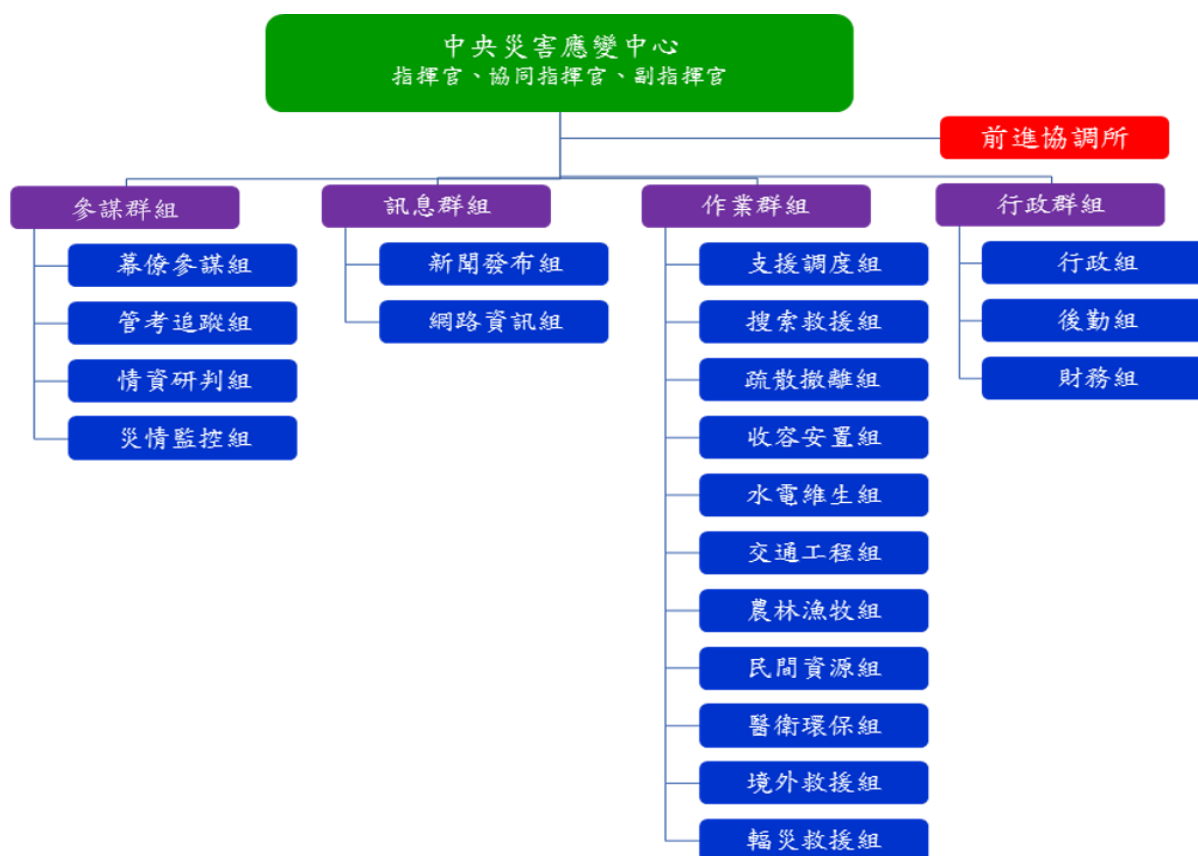 中央災害應變中心
指揮官、協同指揮官、副指揮官
前進協調所
參謀群組
幕僚參謀組
管考追蹤組
情資研判組
災情監控組
訊息群組
新聞發布組
網路資訊組
作業群組
支援調度組
搜索救援組
疏散撤離組
收容安置組
水電維生組
交通工程組
農林漁牧組
民間資源組
醫衛環保組
境外救援組
輻災救援組
行政群組
行政組
後勤組
財務組